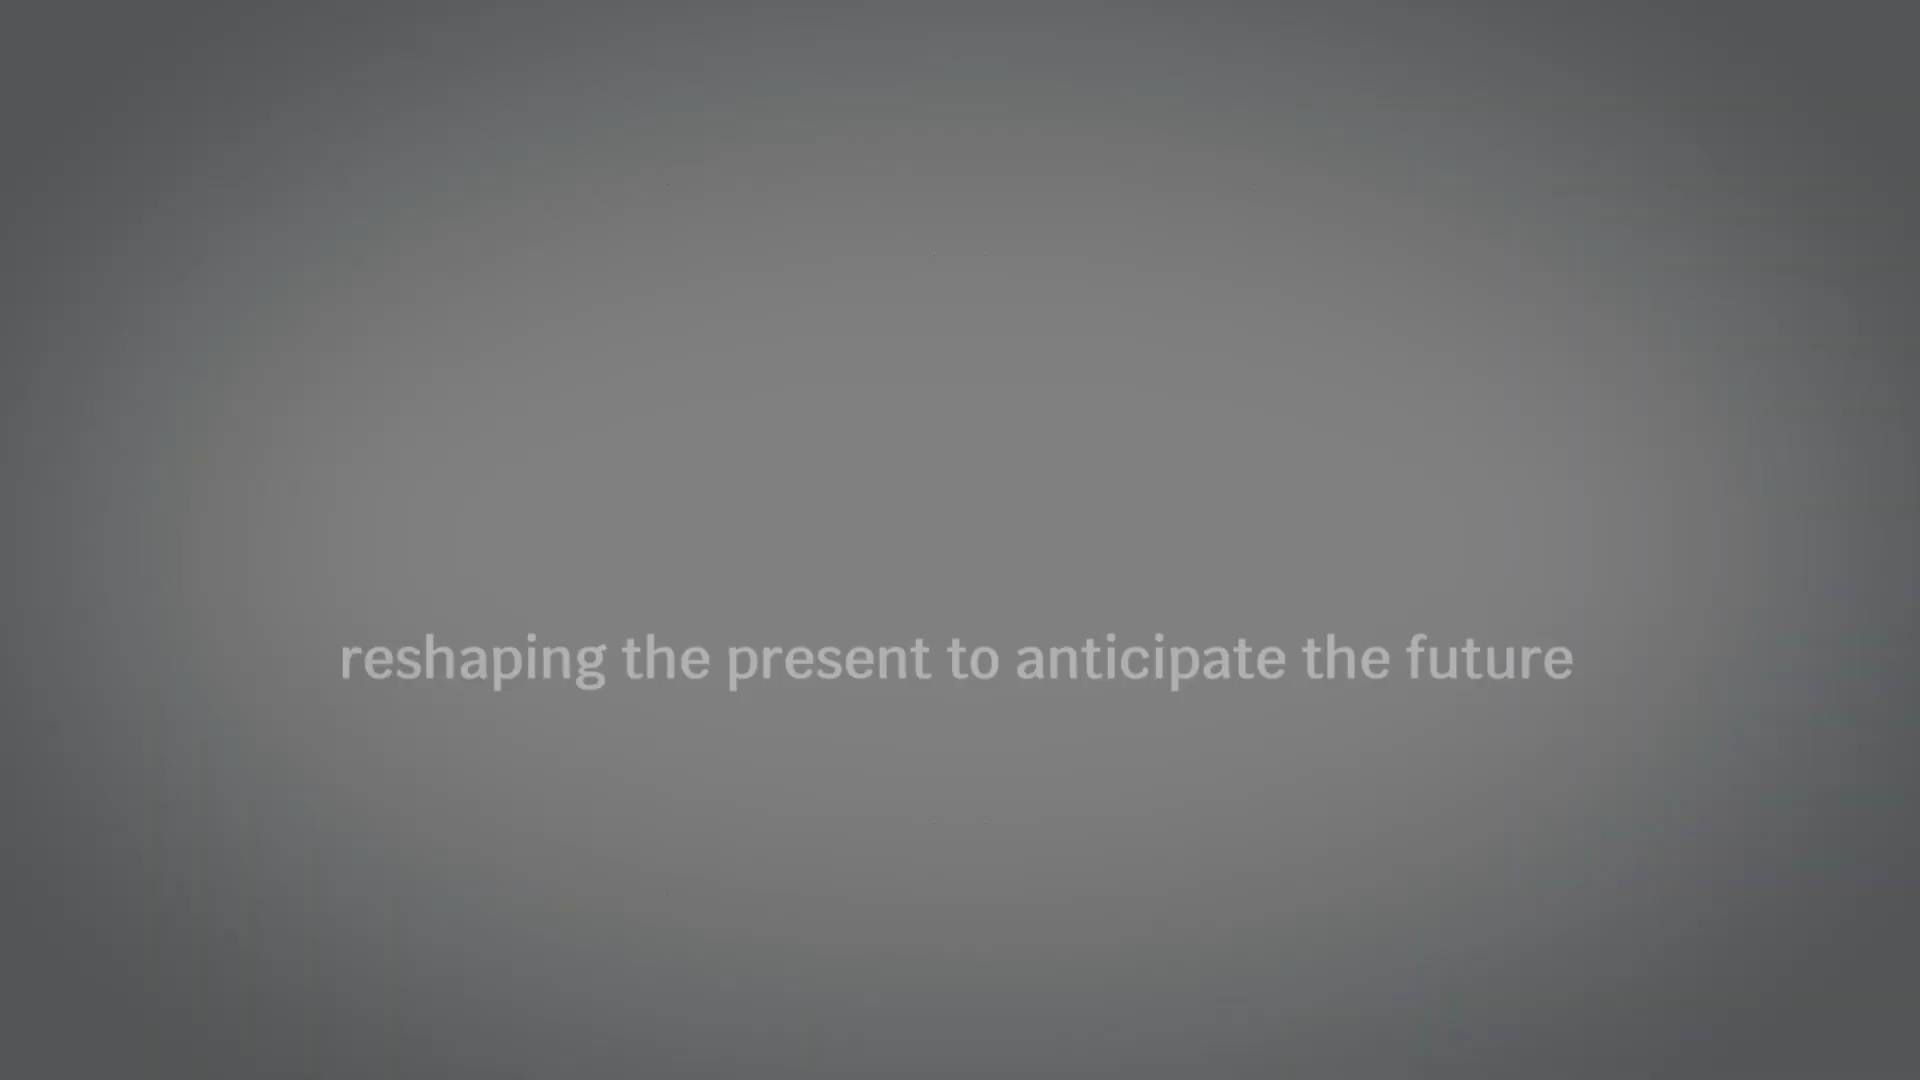 reshaping the present to anticipate the future